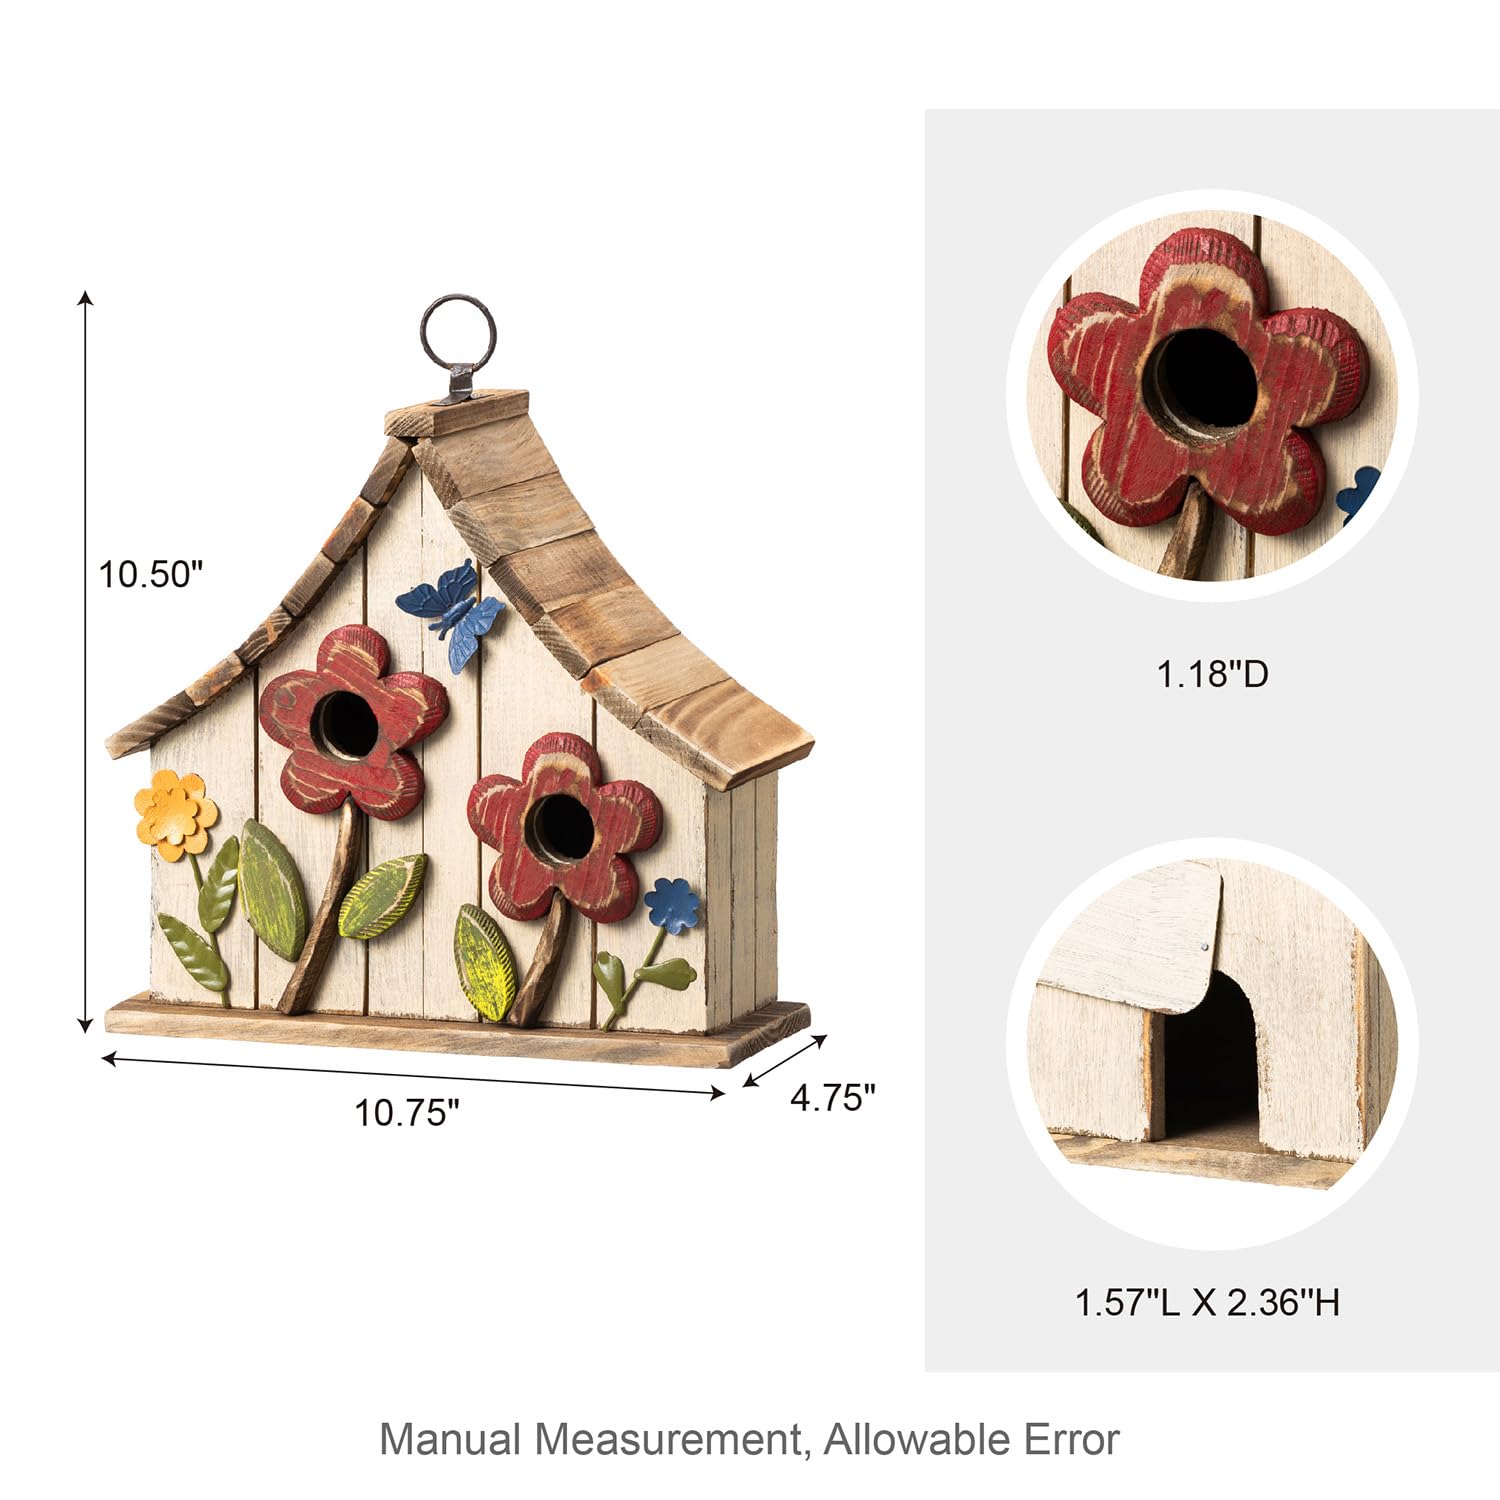 10.50"
10.75"
4.75"
1.18"D
1.57"L X 2.36"H
Manual Measurement, Allowable Error